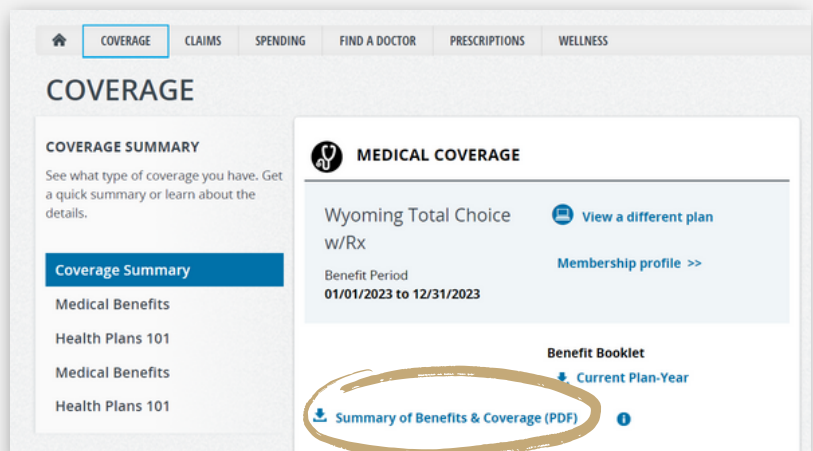 COVERAGE CLAIMS SPENDING FIND A DOCTOR PRESCRIPTIONS WELLNESS
COVERAGE
COVERAGE SUMMARY
See what type of coverage you have. Get
a quick summary or learn about the
details.
Coverage Summary
Medical Benefits
Health Plans 101
Medical Benefits
Health Plans 101
MEDICAL COVERAGE
Wyoming Total Choice
w/Rx
Benefit Period
01/01/2023 to 12/31/2023
View a different plan
Membership profile >>
Benefit Booklet
Current Plan-Year
Summary of Benefits & Coverage (PDF)